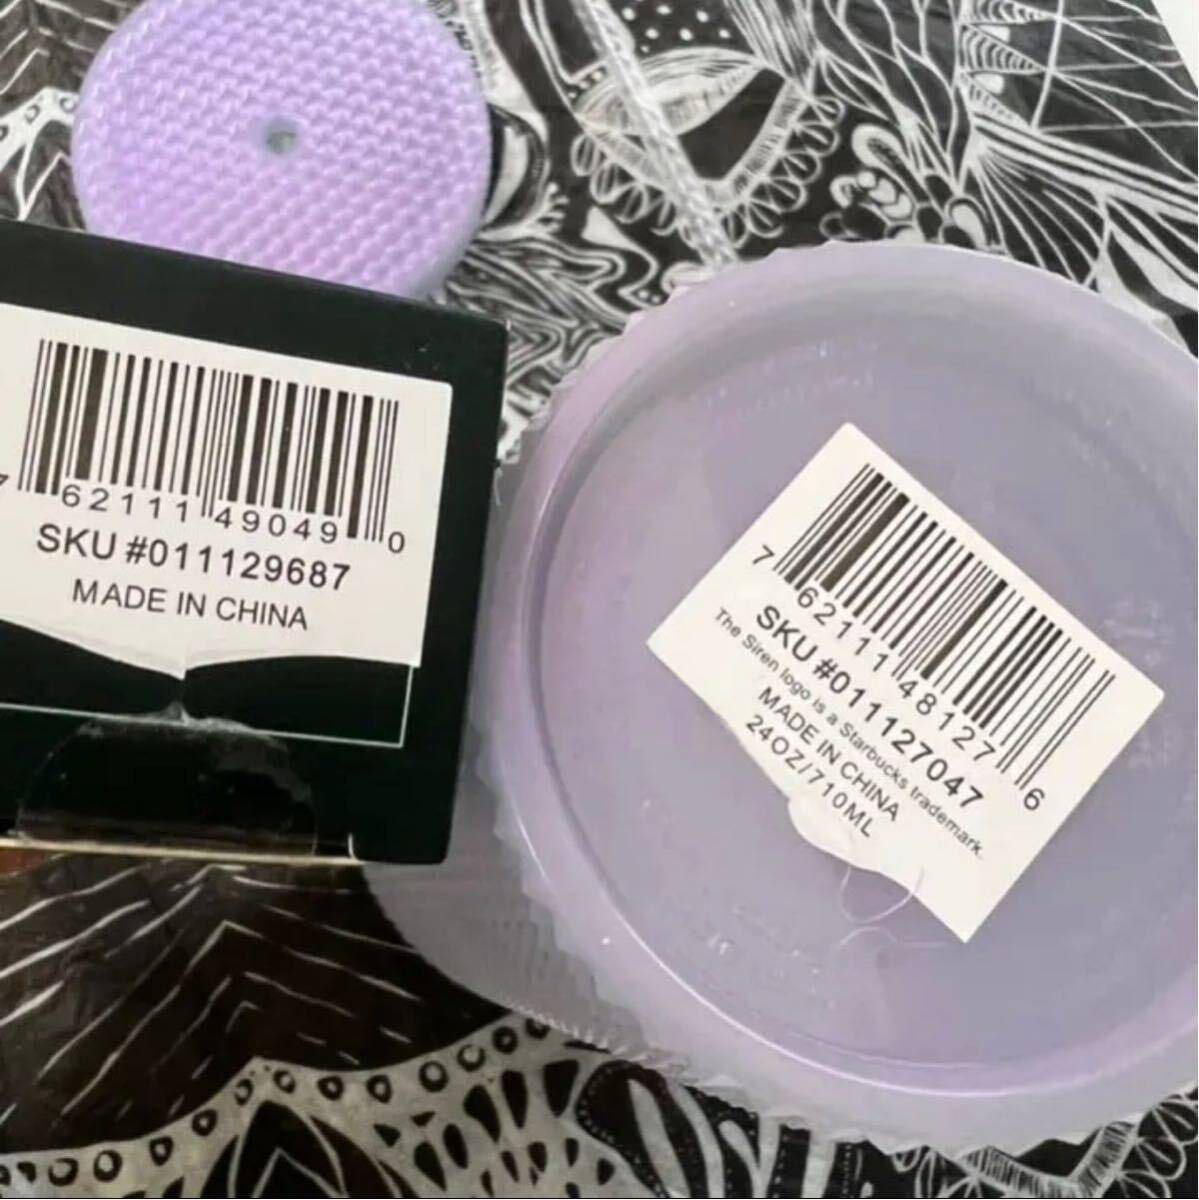 7 62111 49049 0
SKU #011129687
MADE IN CHINA
7 62111 48127 6
SKU #011127047
The Siren logo is a Starbucks trademark.
MADE IN CHINA
24OZ/710ML